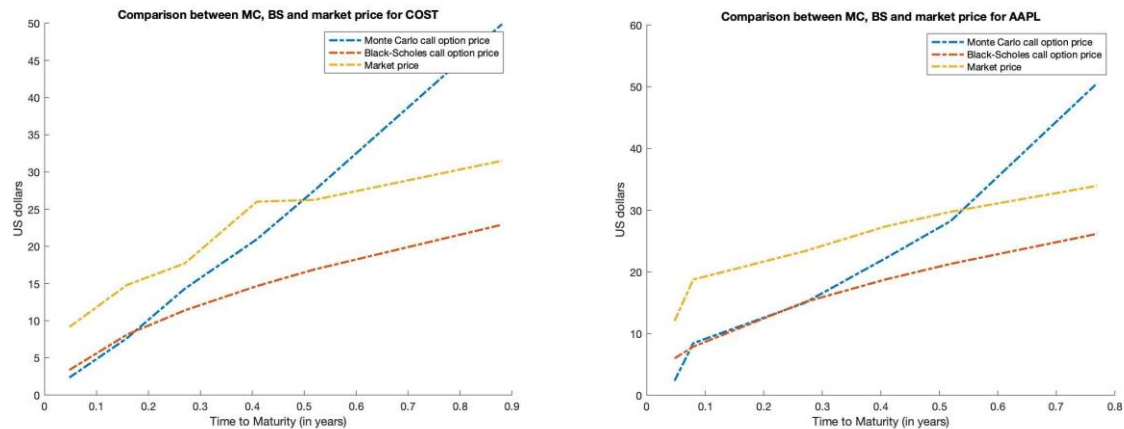 Comparison between MC, BS and market price for COST
50
45
40
35
30
25
20
15
10
5
0
US dollars
Monte Carlo call option price
Black-Scholes call option price
Market price
0 0.1 0.2 0.3 0.4 0.5 0.6 0.7 0.8 0.9
Time to Maturity (in years)
Comparison between MC, BS and market price for AAPL
60
50
40
30
20
10
0
US dollars
Monte Carlo call option price
Black-Scholes call option price
Market price
0 0.1 0.2 0.3 0.4 0.5 0.6 0.7 0.8
Time to Maturity (in years)